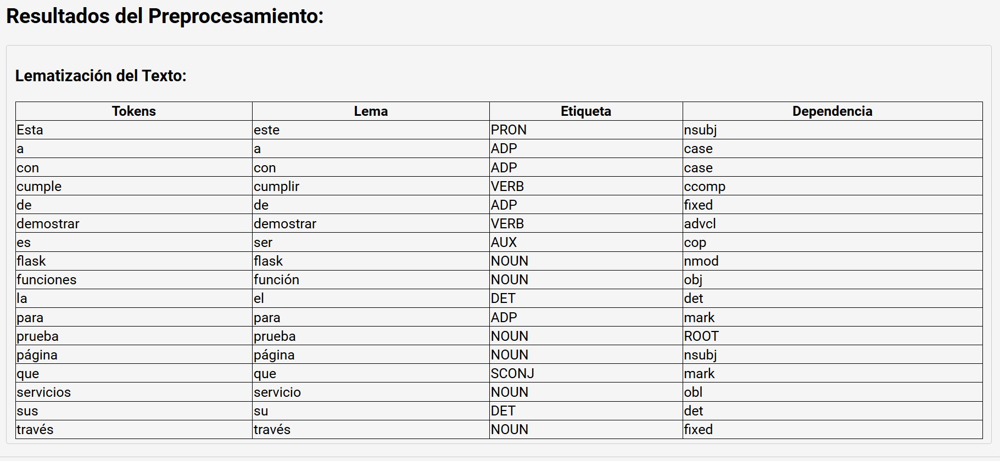 Resultados del Preprocesamiento:
Lematización del Texto:
Tokens Lema Etiqueta Dependencia
Esta este PRON nsubj
a a ADP case
con con ADP case
cumple cumplir VERB ccomp
de de ADP fixed
demostrar demostrar VERB advcl
es ser AUX cop
flask flask NOUN nmod
funciones función NOUN obj
la el DET det
para para ADP mark
prueba prueba NOUN ROOT
página página NOUN nsubj
que que SCONJ mark
servicios servicio NOUN obl
sus su DET det
través través NOUN fixed